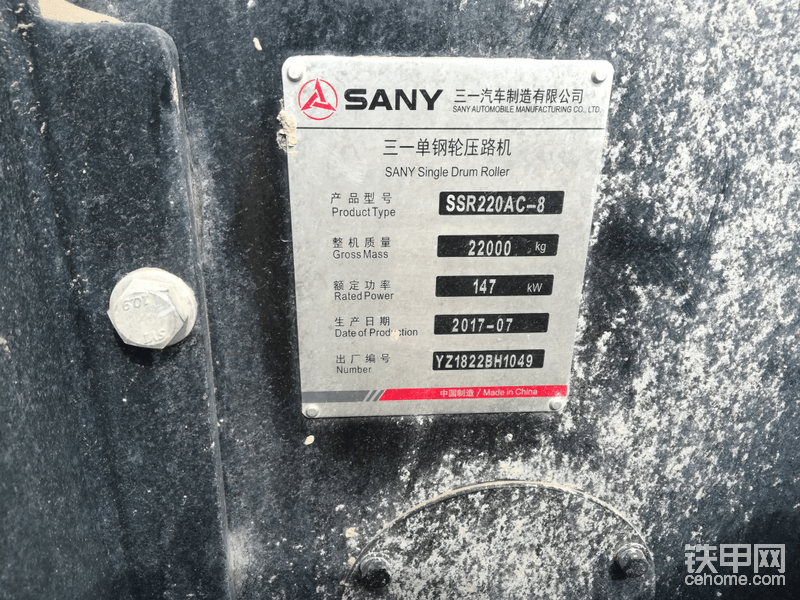 SANY 三一汽车制造有限公司
SANY AUTOMOBILE MANUFACTURING CO., LTD.
三一单钢轮压路机
SANY Single Drum Roller
产品型号 SSR220AC-8
Product Type
整机质量 22000 kg
Gross Mass
额定功率 147 kW
Rated Power
生产日期 2017-07
Date of Production
出厂编号 YZ1822BH1049
Number
中国制造 / Made in China
10.9
铁甲网
cehome.com